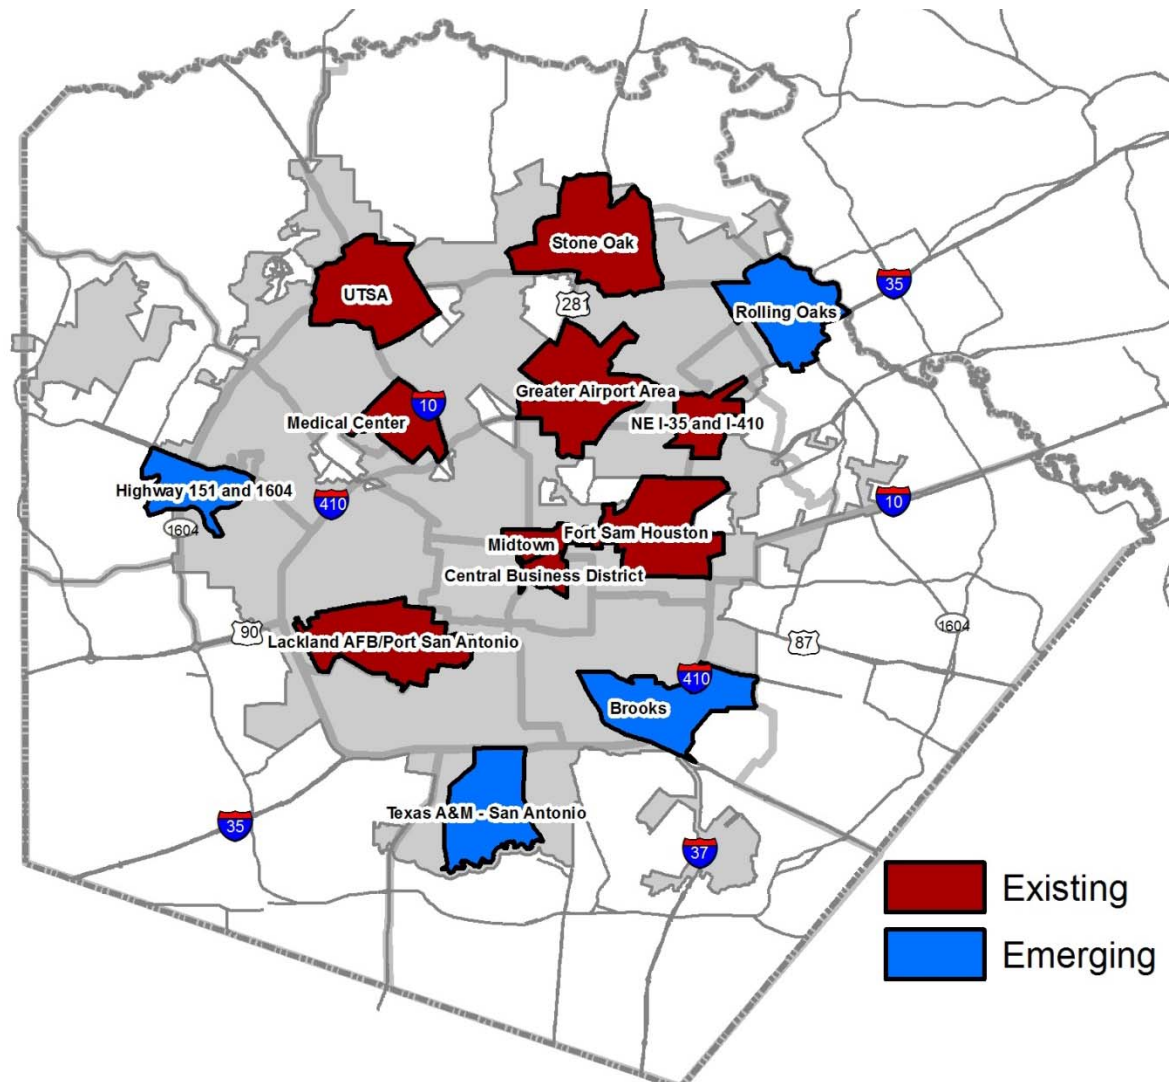 Stone Oak
UTSA
35
281
Rolling Oaks
Greater Airport Area
10
Medical Center
NE I-35 and I-410
Highway 151 and 1604
410
10
1604
Fort Sam Houston
Midtown
Central Business District
1604
90
Lackland AFB/Port San Antonio
87
410
Brooks
Texas A&M - San Antonio
35
37
Existing
Emerging